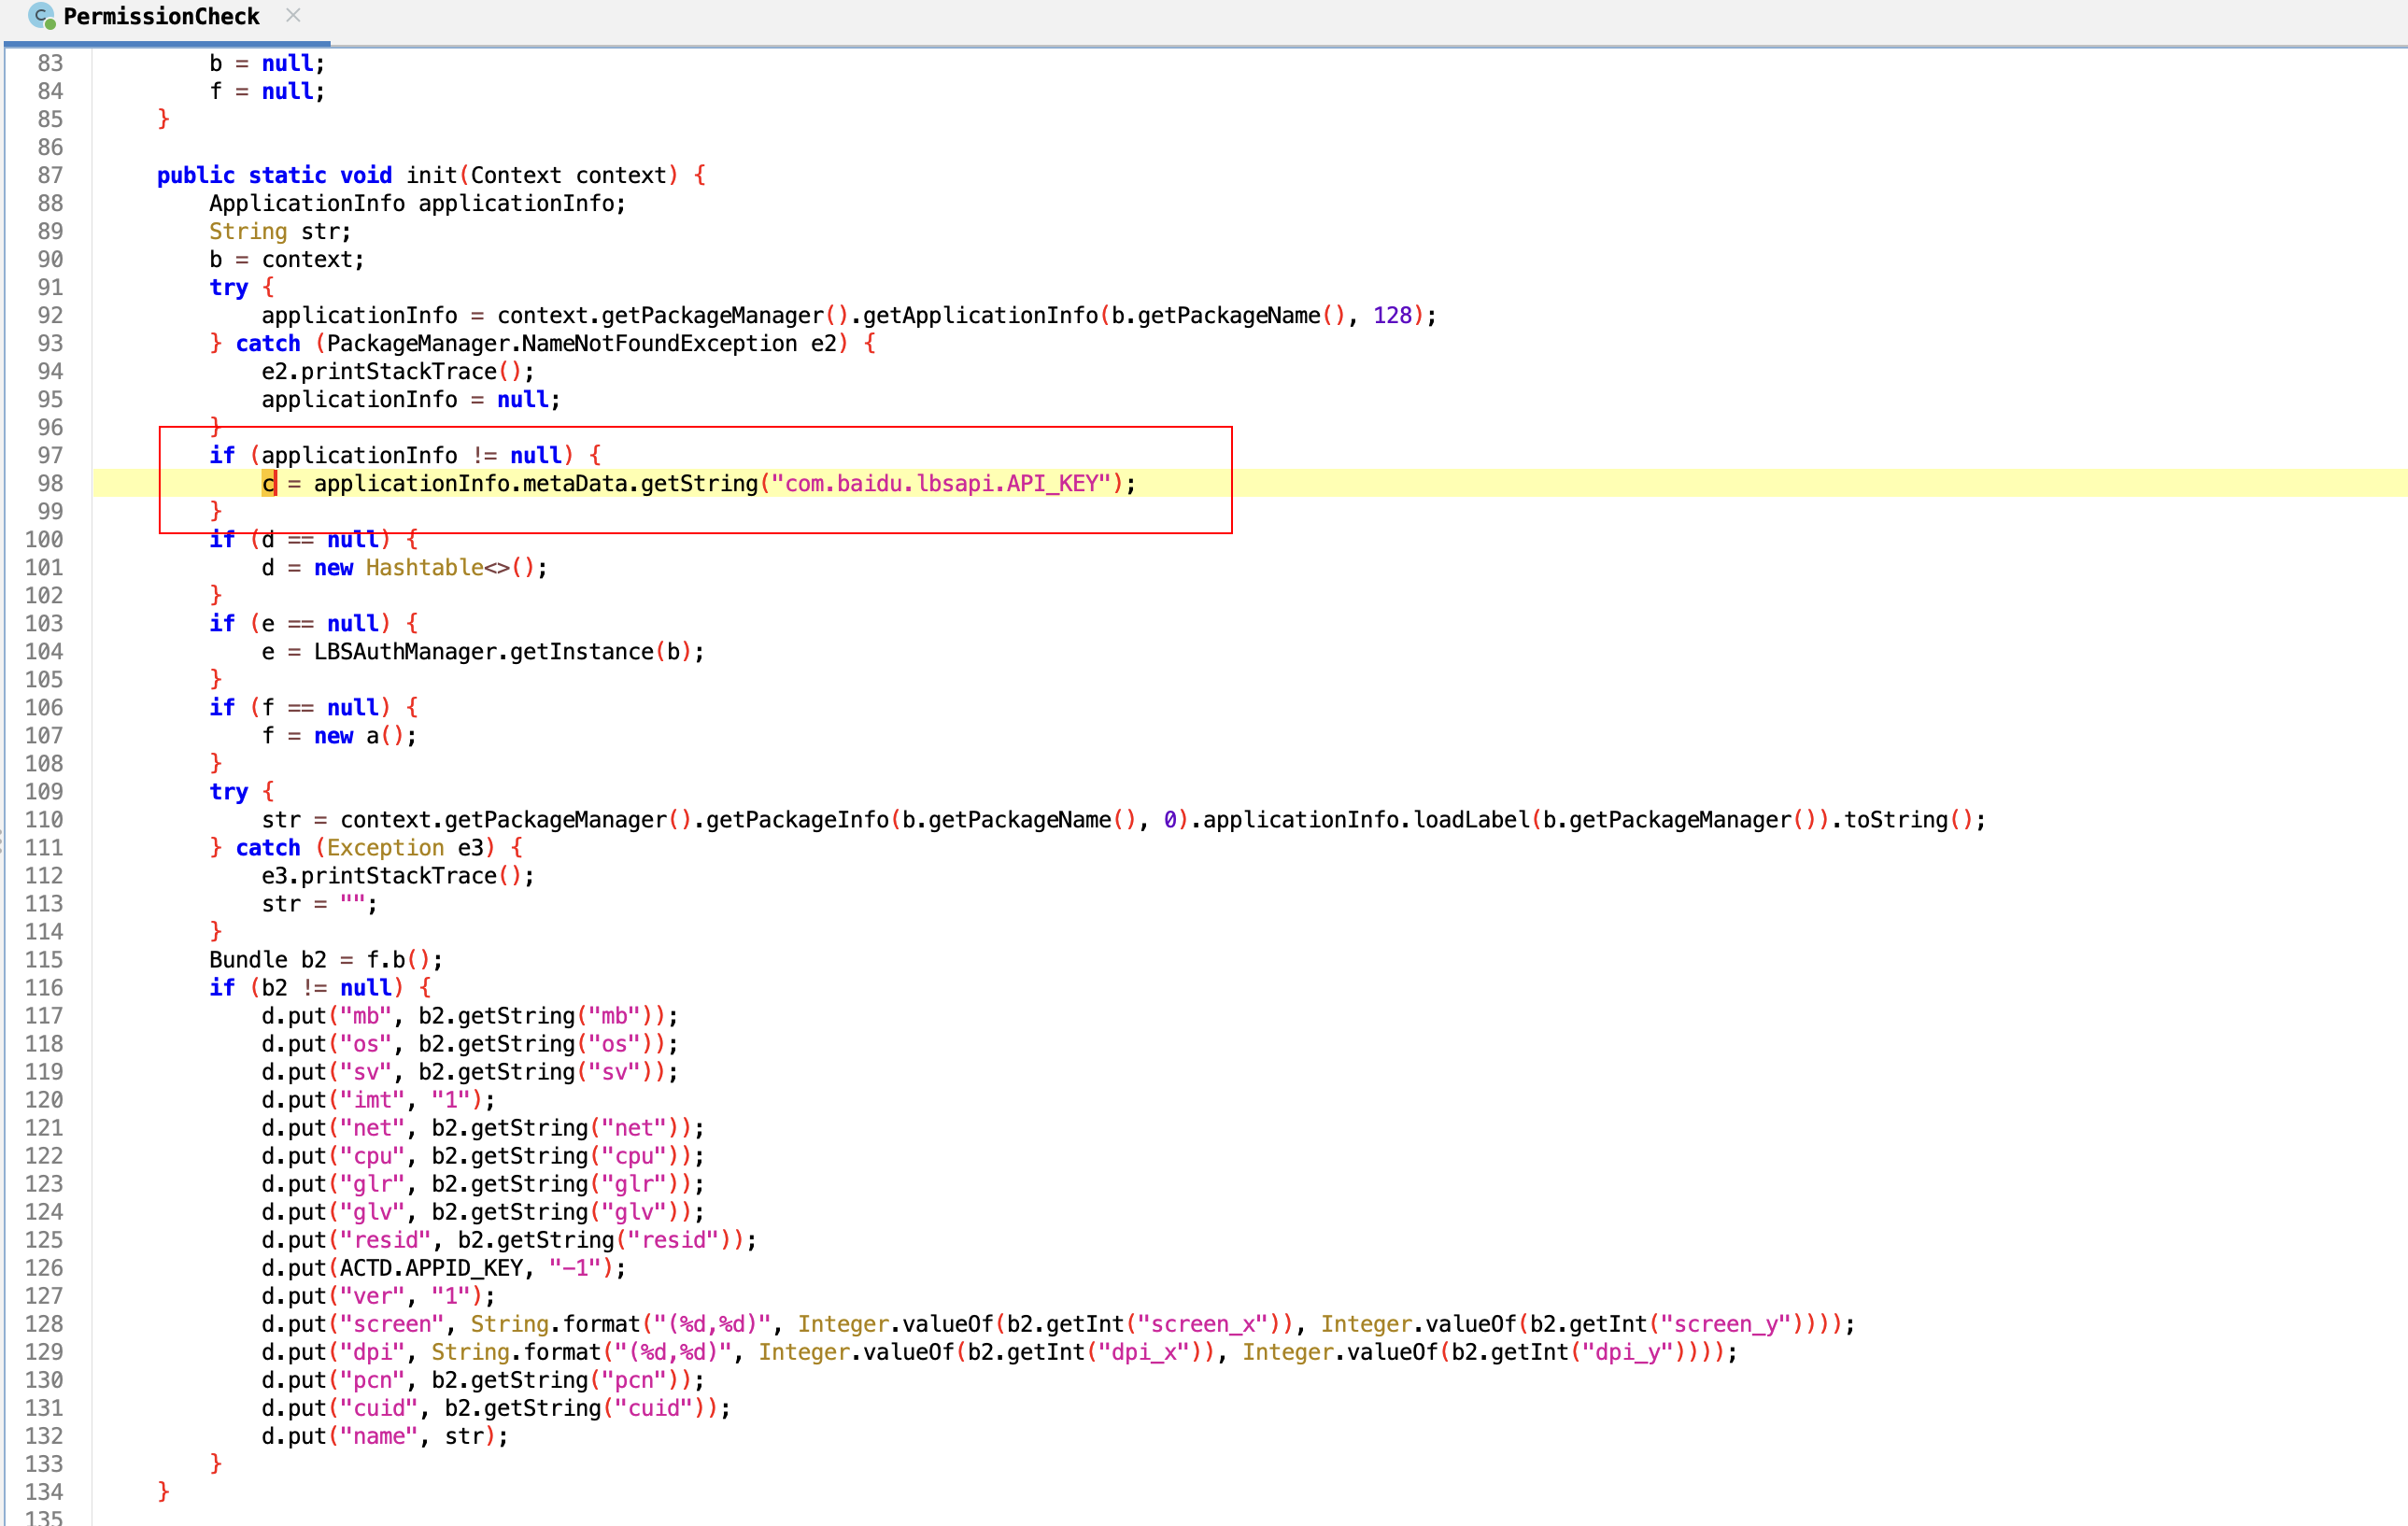 PermissionCheck
83 b = null;
84 f = null;
85 }
86
87 public static void init(Context context) {
88 ApplicationInfo applicationInfo;
89 String str;
90 b = context;
91 try {
92 applicationInfo = context.getPackageManager().getApplicationInfo(b.getPackageName(), 128);
93 } catch (PackageManager.NameNotFoundException e2) {
94 e2.printStackTrace();
95 applicationInfo = null;
96 }
97 if (applicationInfo != null) {
98 c = applicationInfo.metaData.getString("com.baidu.lbsapi.API_KEY");
99 }
100 if (d == null) {
101 d = new Hashtable<>();
102 }
103 if (e == null) {
104 e = LBSAuthManager.getInstance(b);
105 }
106 if (f == null) {
107 f = new a();
108 }
109 try {
110 str = context.getPackageManager().getPackageInfo(b.getPackageName(), 0).applicationInfo.loadLabel(b.getPackageManager()).toString();
111 } catch (Exception e3) {
112 e3.printStackTrace();
113 str = "";
114 }
115 Bundle b2 = f.b();
116 if (b2 != null) {
117 d.put("mb", b2.getString("mb"));
118 d.put("os", b2.getString("os"));
119 d.put("sv", b2.getString("sv"));
120 d.put("imt", "1");
121 d.put("net", b2.getString("net"));
122 d.put("cpu", b2.getString("cpu"));
123 d.put("glr", b2.getString("glr"));
124 d.put("glv", b2.getString("glv"));
125 d.put("resid", b2.getString("resid"));
126 d.put(ACTD.APPID_KEY, "-1");
127 d.put("ver", "1");
128 d.put("screen", String.format("(%d,%d)", Integer.valueOf(b2.getInt("screen_x")), Integer.valueOf(b2.getInt("screen_y"))));
129 d.put("dpi", String.format("(%d,%d)", Integer.valueOf(b2.getInt("dpi_x")), Integer.valueOf(b2.getInt("dpi_y"))));
130 d.put("pcn", b2.getString("pcn"));
131 d.put("cuid", b2.getString("cuid"));
132 d.put("name", str);
133 }
134 }
135